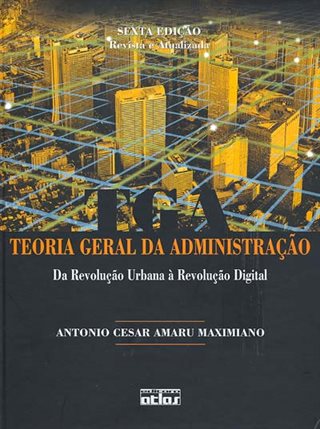 SEXTA EDIÇÃO
Revista e Atualizada
TGA
TEORIA GERAL DA ADMINISTRAÇÃO
Da Revolução Urbana à Revolução Digital
ANTONIO CESAR AMARU MAXIMIANO
atlas